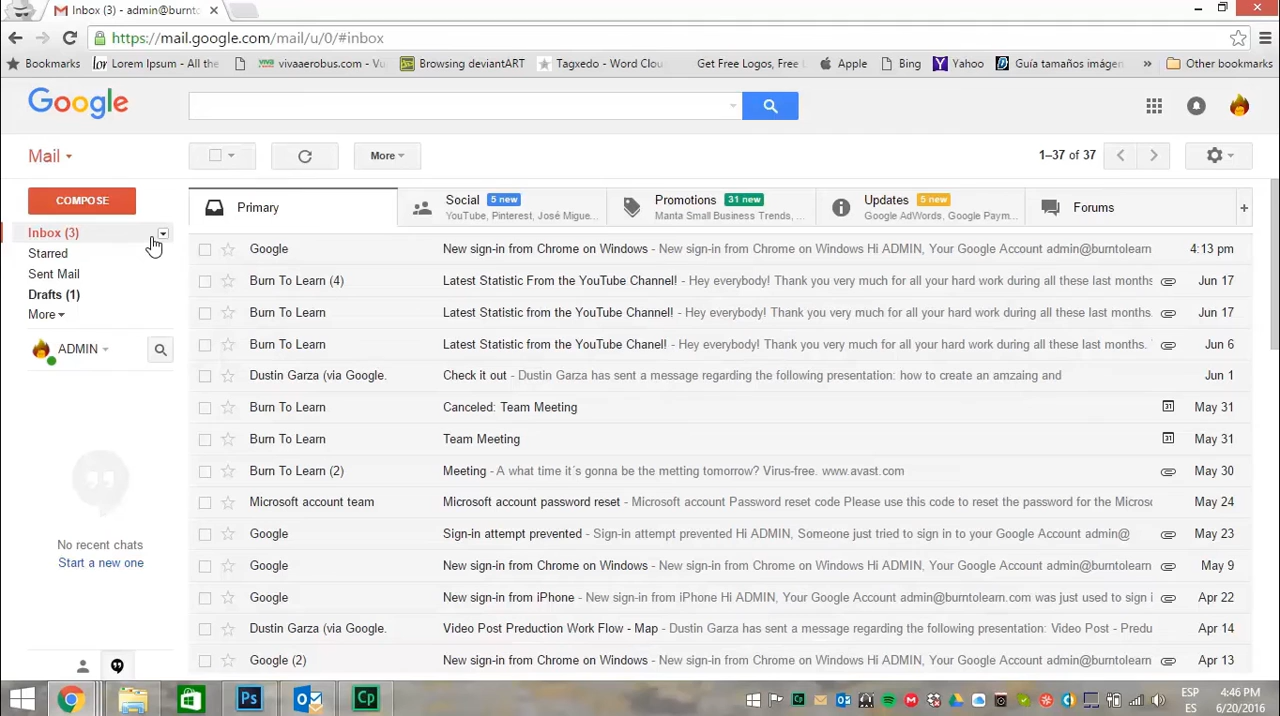 Inbox (3) - admin@burnto
https://mail.google.com/mail/u/0/#inbox
Bookmarks Lorem Ipsum - All the vivaaerobus.com - Vu Browsing deviantART Tagxedo - Word Clou Get Free Logos, Free Apple Bing Yahoo Guía tamaños imágen » Other bookmarks
Google
Mail More 1–37 of 37
COMPOSE
Inbox (3)
Starred
Sent Mail
Drafts (1)
More
ADMIN
No recent chats
Start a new one
Primary
Social 5 new
YouTube, Pinterest, José Migue...
Promotions 31 new
Manta Small Business Trends, ...
Updates 5 new
Google AdWords, Google Paym...
Forums +
Google New sign-in from Chrome on Windows - New sign-in from Chrome on Windows Hi ADMIN, Your Google Account admin@burntolearn 4:13 pm
Burn To Learn (4) Latest Statistic From the YouTube Channel! - Hey everybody! Thank you very much for all your hard work during all these last months. Jun 17
Burn To Learn Latest Statistic from the YouTube Channel! - Hey everybody! Thank you very much for all your hard work during all these last months. Jun 17
Burn To Learn Latest Statistic from the YouTube Chanel! - Hey everybody! Thank you very much for all your hard work during all these last months. Jun 6
Dustin Garza (via Google. Check it out - Dustin Garza has sent a message regarding the following presentation: how to create an amzaing and Jun 1
Burn To Learn Canceled: Team Meeting 31 May 31
Burn To Learn Team Meeting 31 May 31
Burn To Learn (2) Meeting - A what time it´s gonna be the metting tomorrow? Virus-free. www.avast.com May 30
Microsoft account team Microsoft account password reset - Microsoft account Password reset code Please use this code to reset the password for the Microsc May 24
Google Sign-in attempt prevented - Sign-in attempt prevented Hi ADMIN, Someone just tried to sign in to your Google Account admin@ May 23
Google New sign-in from Chrome on Windows - New sign-in from Chrome on Windows Hi ADMIN, Your Google Account admin@burntolearn May 9
Google New sign-in from iPhone - New sign-in from iPhone Hi ADMIN, Your Google Account admin@burntolearn.com was just used to sign i Apr 22
Dustin Garza (via Google. Video Post Production Work Flow - Map - Dustin Garza has sent a message regarding the following presentation: Video Post - Produ Apr 14
Google (2) New sign-in from Chrome on Windows - New sign-in from Chrome on Windows Hi ADMIN, Your Google Account admin@burntolearn Apr 13
Ps Cp
ESP
ES
4:46 PM
6/20/2016